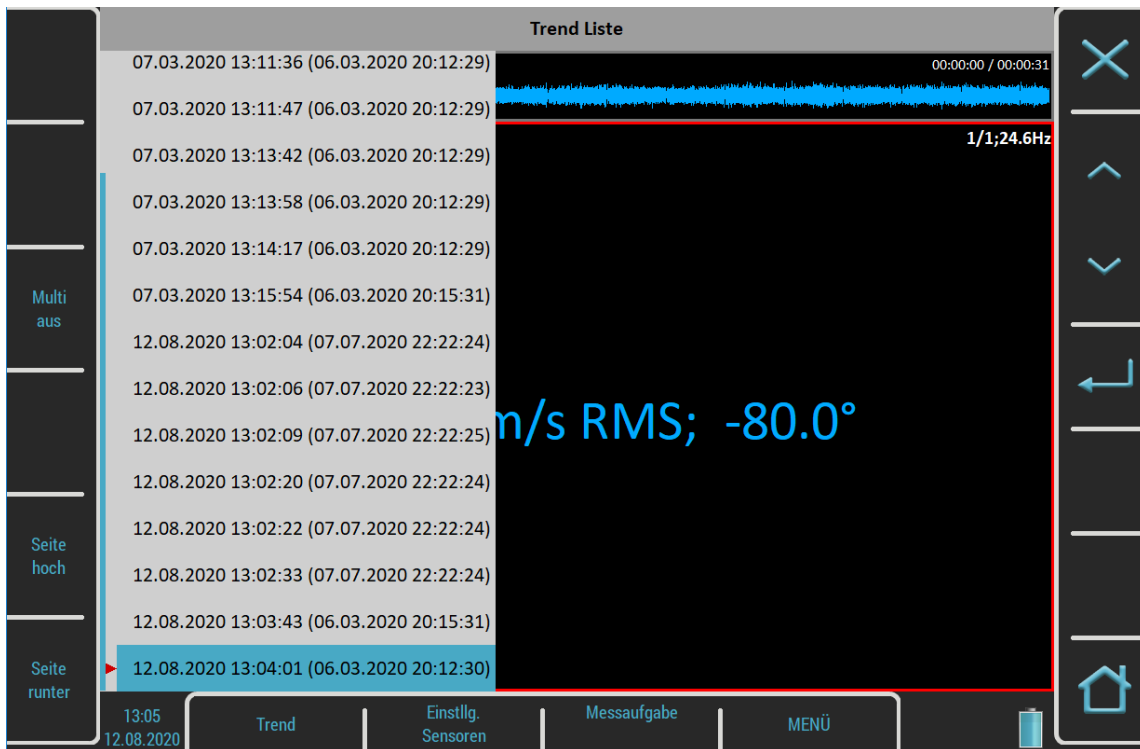 Trend Liste
07.03.2020 13:11:36 (06.03.2020 20:12:29)
00:00:00 / 00:00:31
07.03.2020 13:11:47 (06.03.2020 20:12:29)
1/1;24.6Hz
07.03.2020 13:13:42 (06.03.2020 20:12:29)
07.03.2020 13:13:58 (06.03.2020 20:12:29)
07.03.2020 13:14:17 (06.03.2020 20:12:29)
07.03.2020 13:15:54 (06.03.2020 20:15:31)
12.08.2020 13:02:04 (07.07.2020 22:22:24)
12.08.2020 13:02:06 (07.07.2020 22:22:23)
12.08.2020 13:02:09 (07.07.2020 22:22:25)
12.08.2020 13:02:20 (07.07.2020 22:22:24)
12.08.2020 13:02:22 (07.07.2020 22:22:24)
12.08.2020 13:02:33 (07.07.2020 22:22:24)
12.08.2020 13:03:43 (06.03.2020 20:15:31)
12.08.2020 13:04:01 (06.03.2020 20:12:30)
m/s RMS; -80.0°
Multi
aus
Seite
hoch
Seite
runter
13:05
12.08.2020
Trend
Einstllg.
Sensoren
Messaufgabe
MENÜ